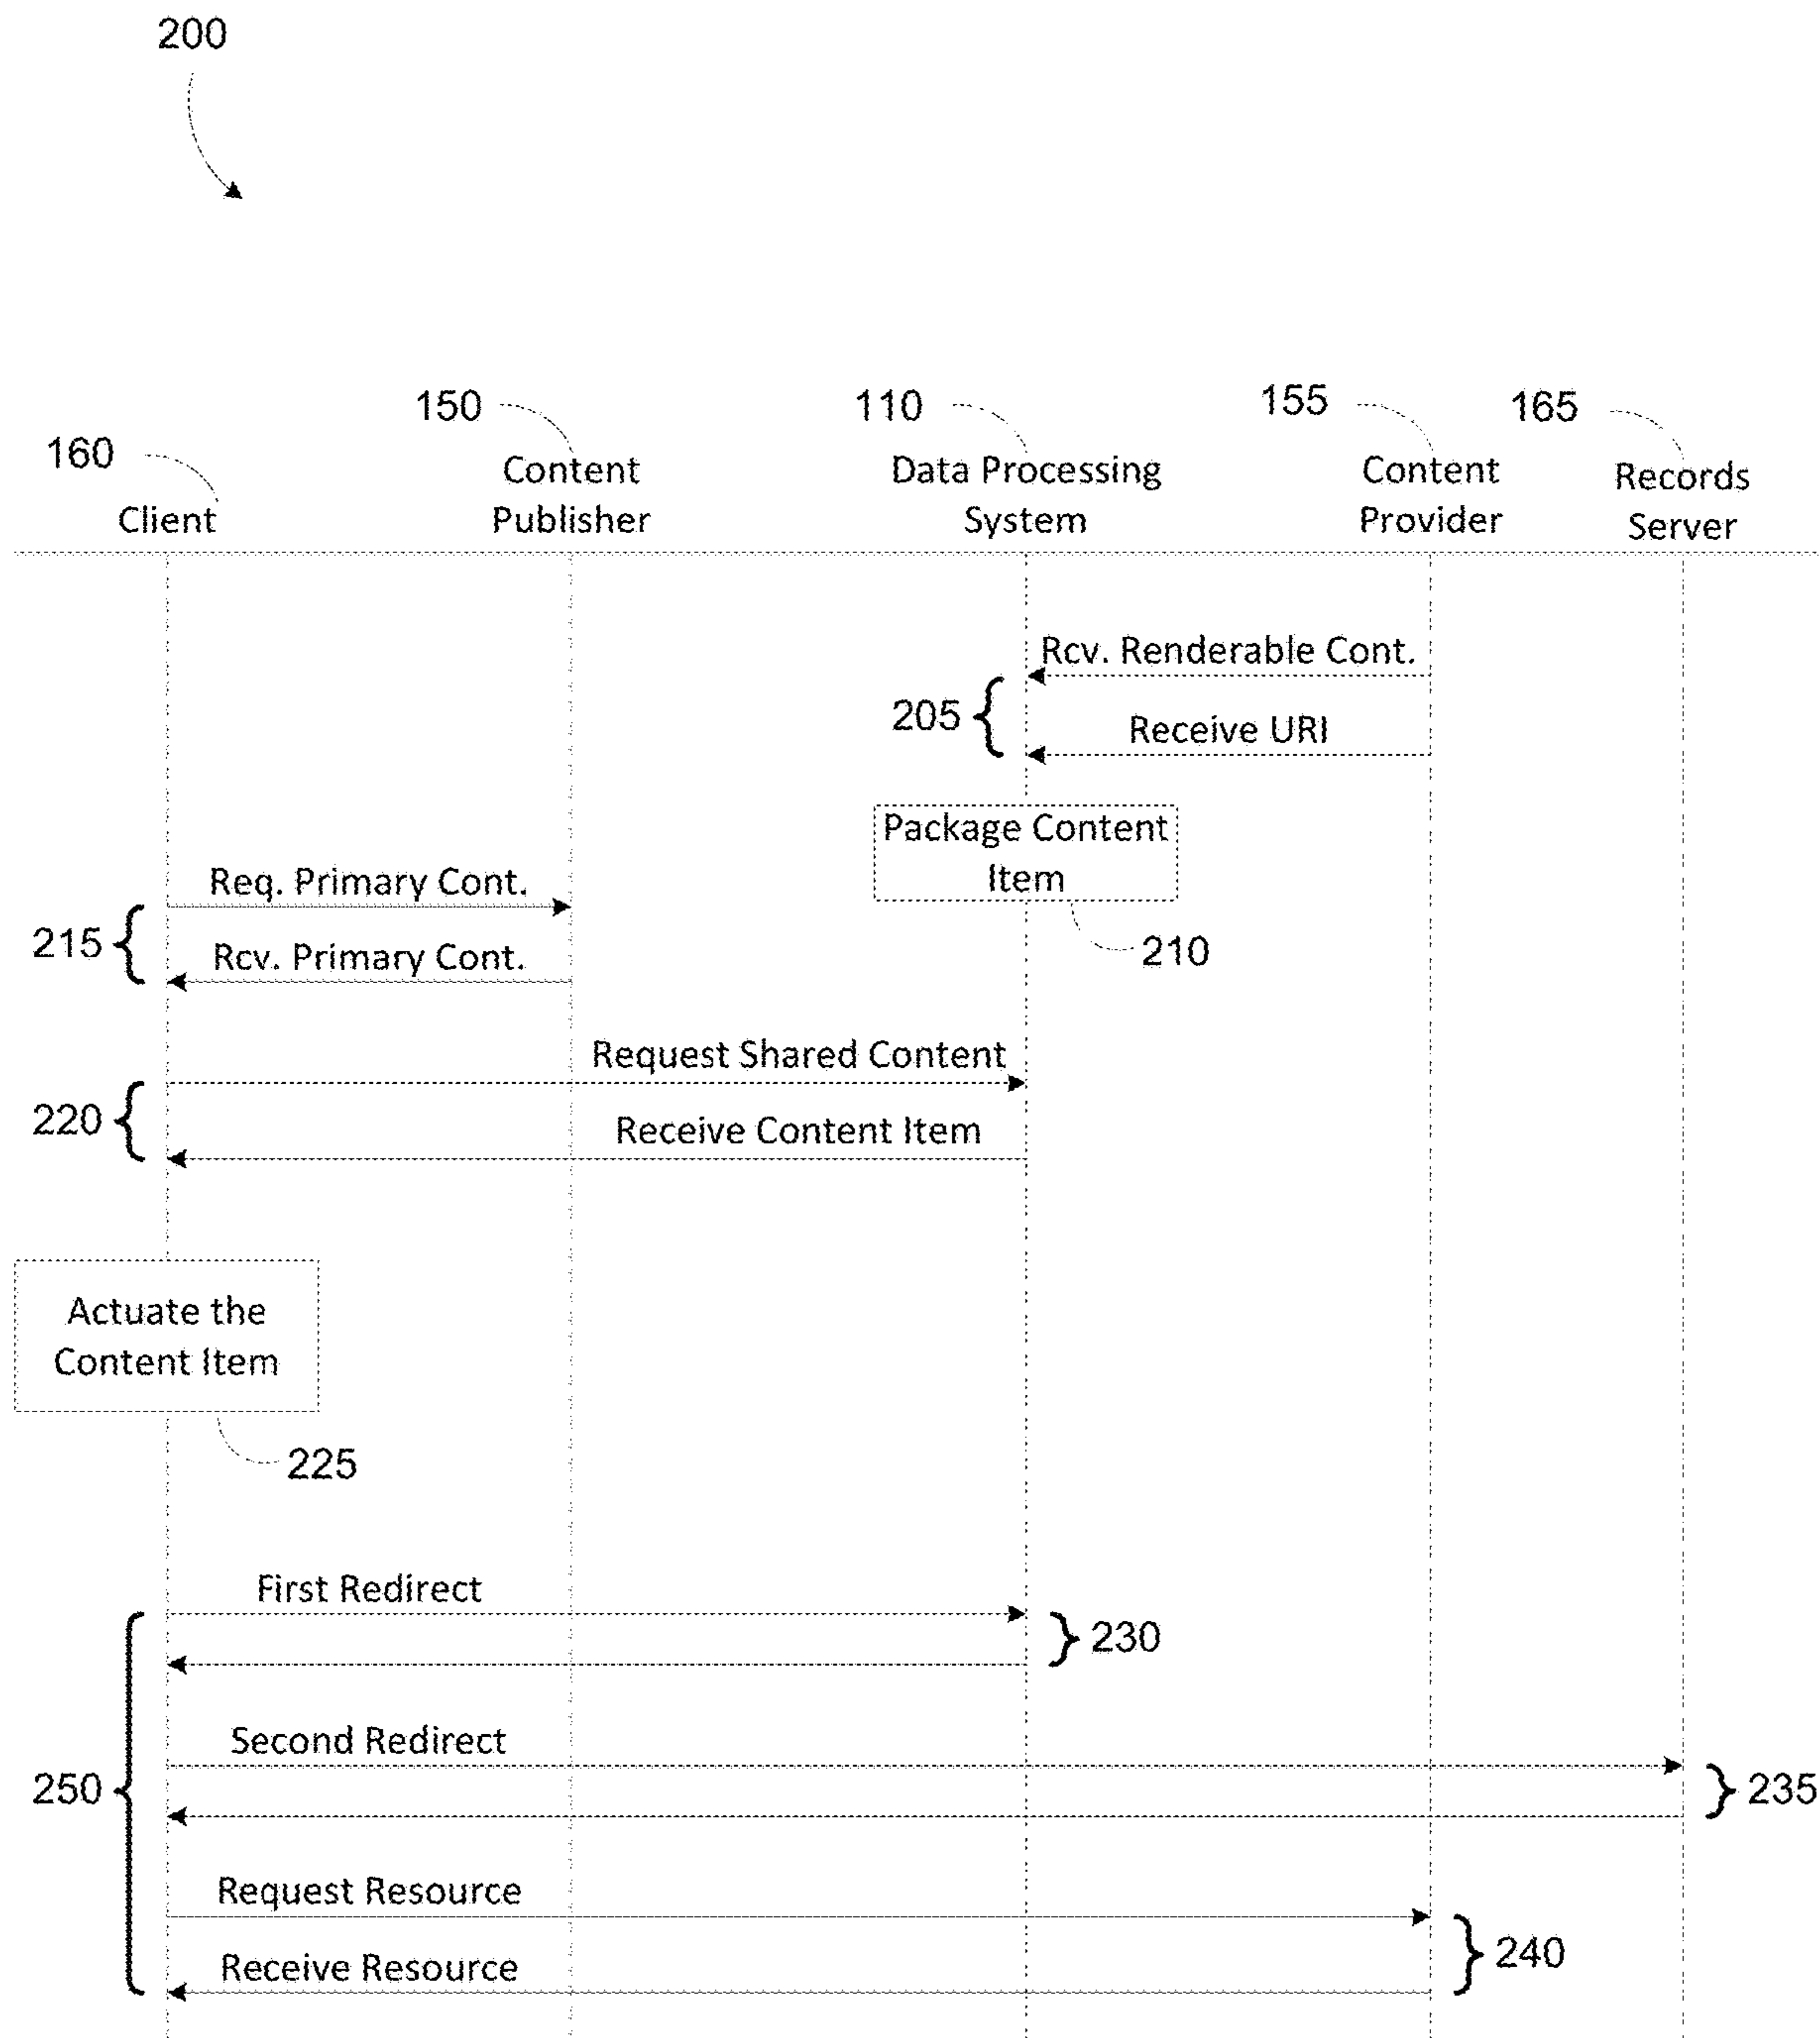 200
150
110
155
165
160
Content
Data Processing
Content
Records
Client
Publisher
System
Provider
Server
Rcv. Renderable Cont.
205
Receive URI
Package Content
Item
210
Req. Primary Cont.
215
Rcv. Primary Cont.
Request Shared Content
220
Receive Content Item
Actuate the
Content Item
225
First Redirect
230
Second Redirect
250
235
Request Resource
240
Receive Resource